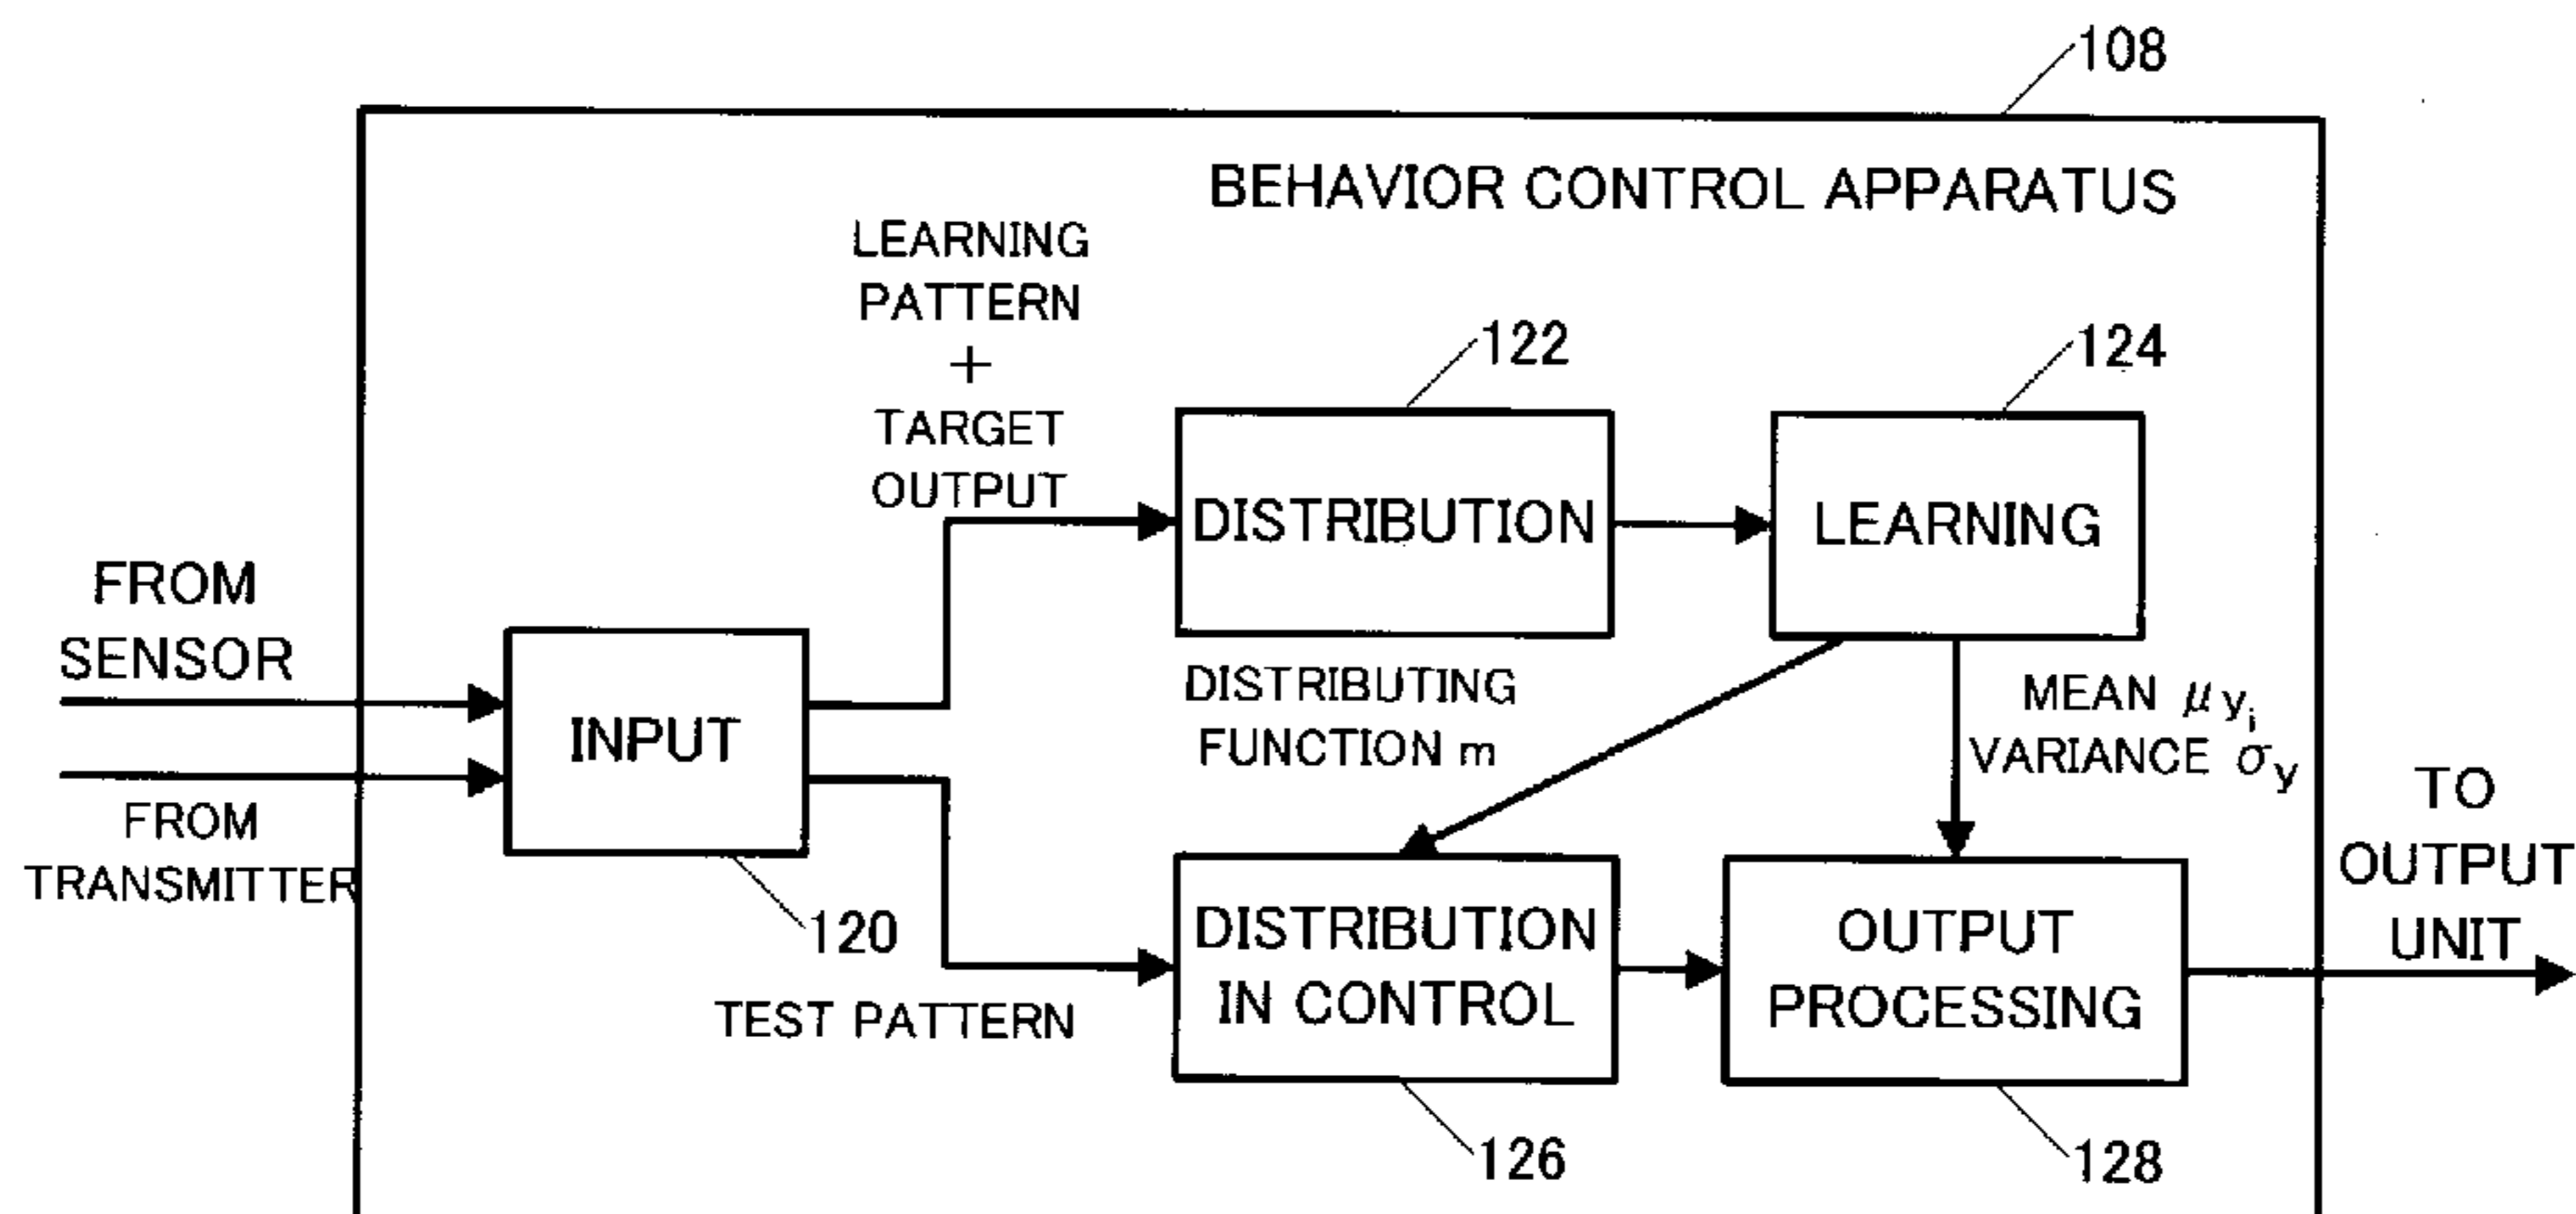 108
BEHAVIOR CONTROL APPARATUS
LEARNING
PATTERN
+
TARGET
OUTPUT
122
124
DISTRIBUTION
LEARNING
FROM
SENSOR
INPUT
FROM
TRANSMITTER
120
DISTRIBUTING
FUNCTION m
MEAN μyᵢ
VARIANCE σy
TEST PATTERN
DISTRIBUTION
IN CONTROL
OUTPUT
PROCESSING
TO
OUTPUT
UNIT
126
128